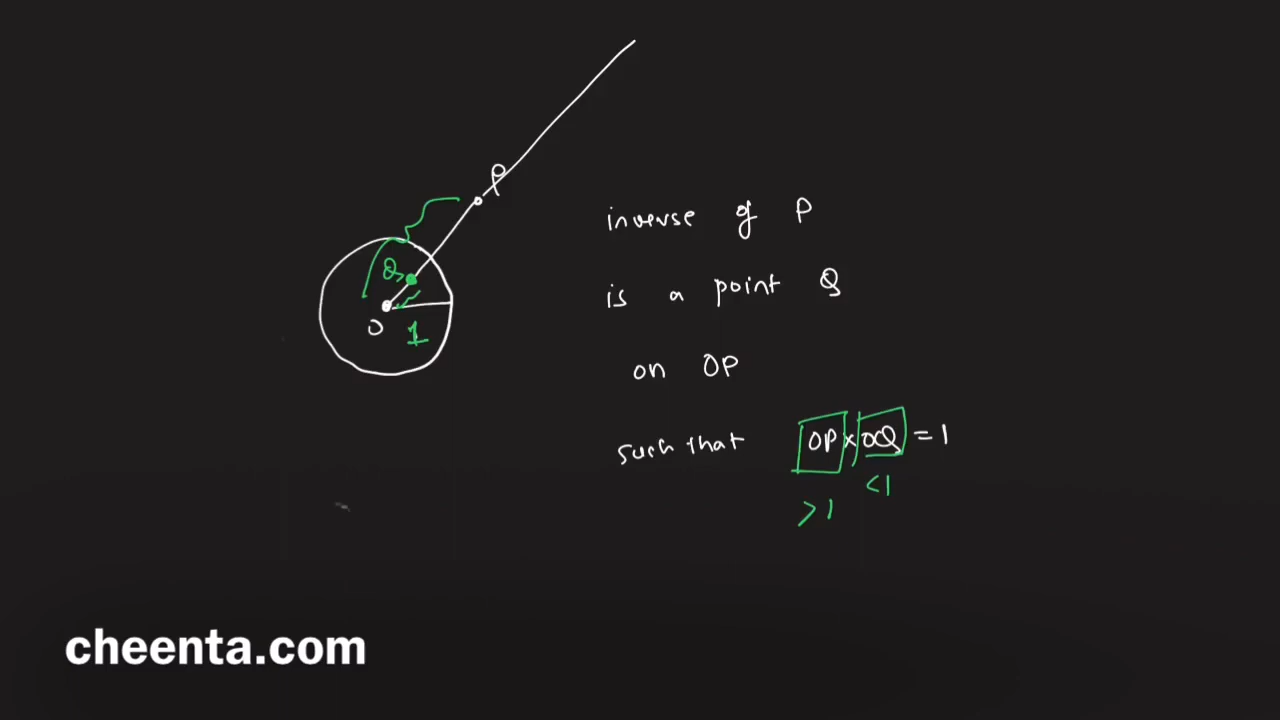 P
Q
O
1
inverse of P
is a point Q
on OP
such that OP × OQ = 1
<1
>1
cheenta.com